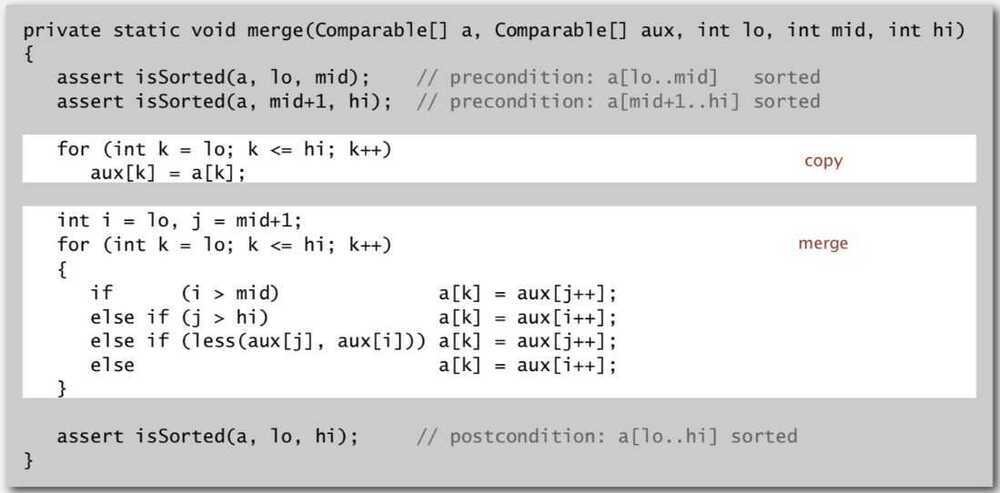 private static void merge(Comparable[] a, Comparable[] aux, int lo, int mid, int hi)
{
   assert isSorted(a, lo, mid);    // precondition: a[lo..mid]   sorted
   assert isSorted(a, mid+1, hi);  // precondition: a[mid+1..hi] sorted
   for (int k = lo; k <= hi; k++)
      aux[k] = a[k];
copy
   int i = lo, j = mid+1;
   for (int k = lo; k <= hi; k++)
merge
   {
      if      (i > mid)              a[k] = aux[j++];
      else if (j > hi)               a[k] = aux[i++];
      else if (less(aux[j], aux[i])) a[k] = aux[j++];
      else                           a[k] = aux[i++];
   }
   assert isSorted(a, lo, hi);     // postcondition: a[lo..hi] sorted
}